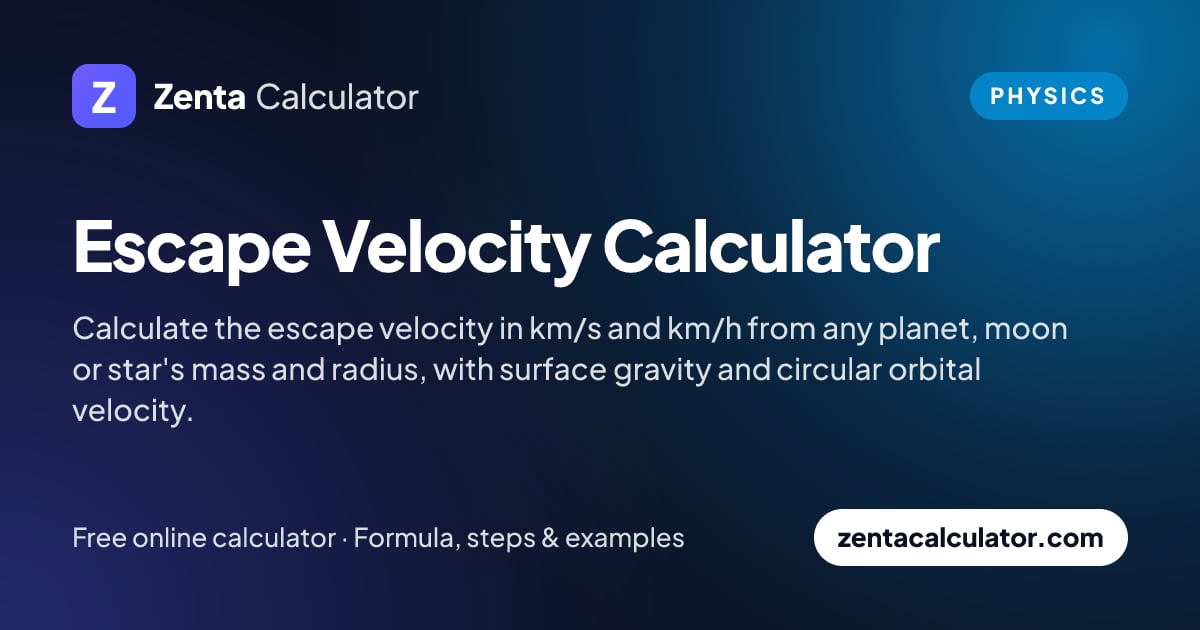 Z
Zenta Calculator
PHYSICS
Escape Velocity Calculator
Calculate the escape velocity in km/s and km/h from any planet, moon
or star's mass and radius, with surface gravity and circular orbital
velocity.
Free online calculator · Formula, steps & examples
zentacalculator.com